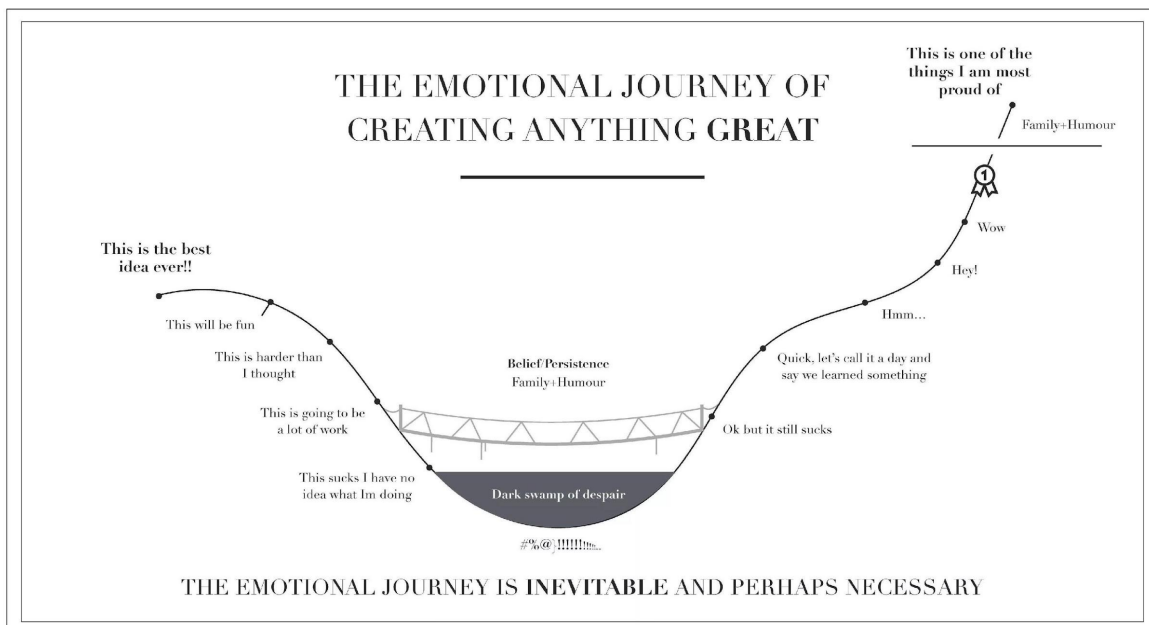 THE EMOTIONAL JOURNEY OF
CREATING ANYTHING GREAT
This is the best
idea ever!!
This will be fun
This is harder than
I thought
This is going to be
a lot of work
This sucks I have no
idea what Im doing
Belief/Persistence
Family+Humour
Dark swamp of despair
#%@}!!!!!!!!!!!...
Ok but it still sucks
Quick, let's call it a day and
say we learned something
Hmm...
Hey!
Wow
1
Family+Humour
This is one of the
things I am most
proud of
THE EMOTIONAL JOURNEY IS INEVITABLE AND PERHAPS NECESSARY